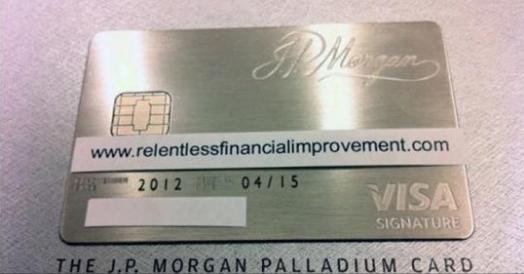 J.P. Morgan
www.relentlessfinancialimprovement.com
2012 04/15
VISA
SIGNATURE
THE J.P. MORGAN PALLADIUM CARD